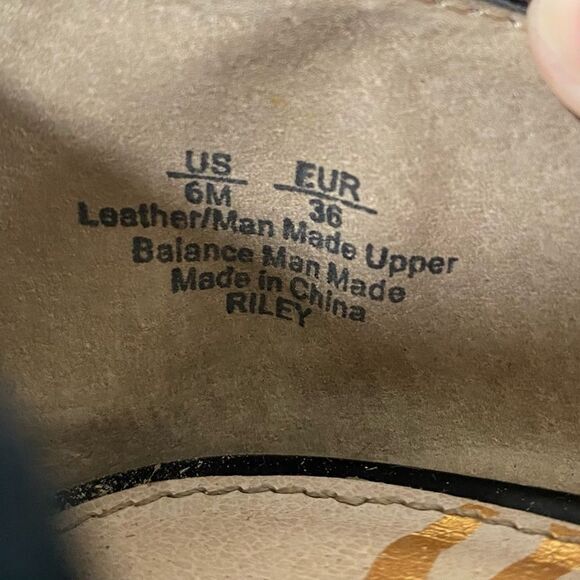 US EUR
6M 36
Leather/Man Made Upper
Balance Man Made
Made in China
RILEY